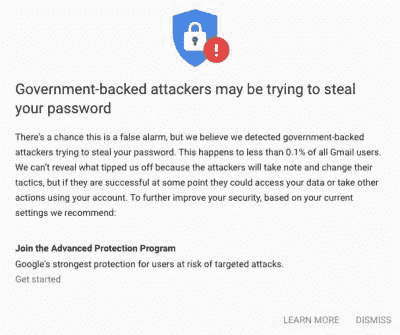 Government-backed attackers may be trying to steal
your password
There's a chance this is a false alarm, but we believe we detected government-backed
attackers trying to steal your password. This happens to less than 0.1% of all Gmail users.
We can't reveal what tipped us off because the attackers will take note and change their
tactics, but if they are successful at some point they could access your data or take other
actions using your account. To further improve your security, based on your current
settings we recommend:
Join the Advanced Protection Program
Google's strongest protection for users at risk of targeted attacks.
Get started
LEARN MORE DISMISS